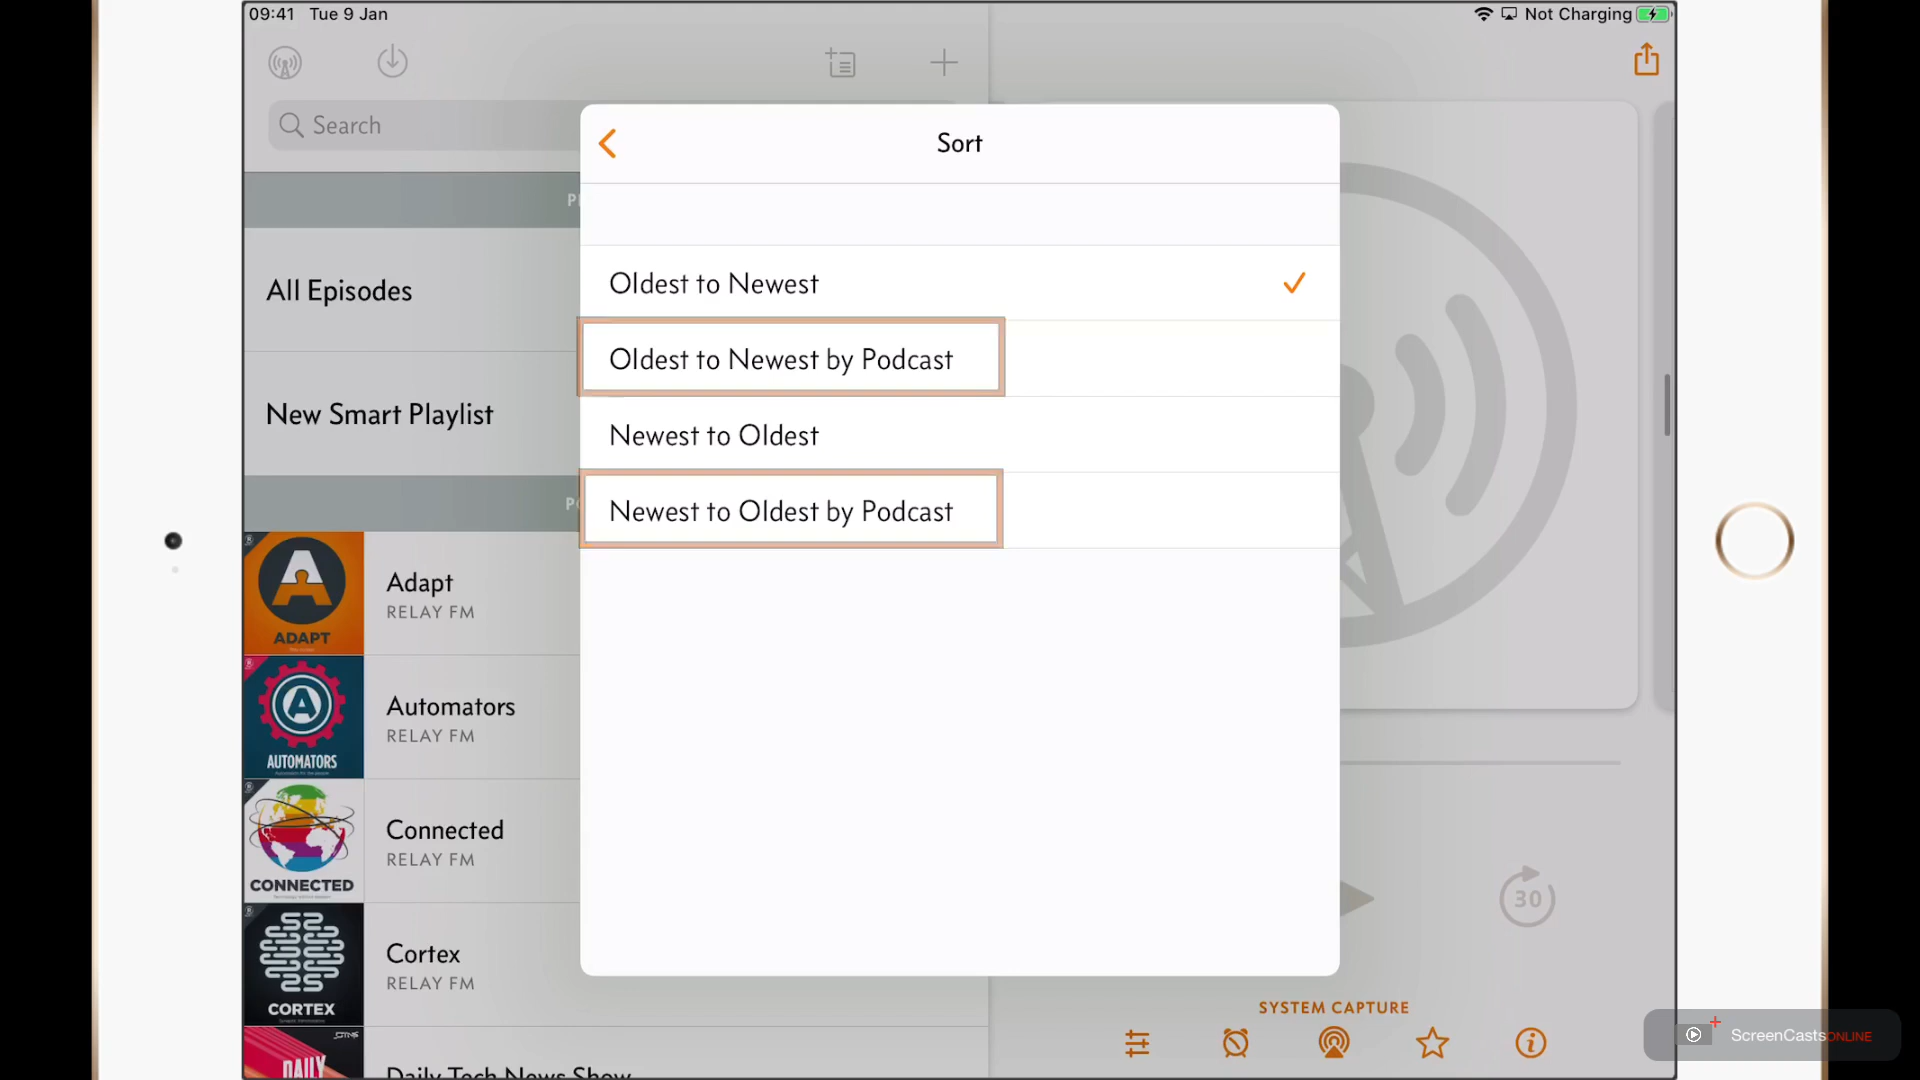 09:41 Tue 9 Jan
Not Charging
Search
Sort
Oldest to Newest
Oldest to Newest by Podcast
Newest to Oldest
Newest to Oldest by Podcast
All Episodes
New Smart Playlist
ADAPT
Adapt
RELAY FM
AUTOMATORS
Automators
RELAY FM
CONNECTED
Connected
RELAY FM
CORTEX
Cortex
RELAY FM
DAILY
Daily Tech News Show
30
SYSTEM CAPTURE
ScreenCastsONLINE